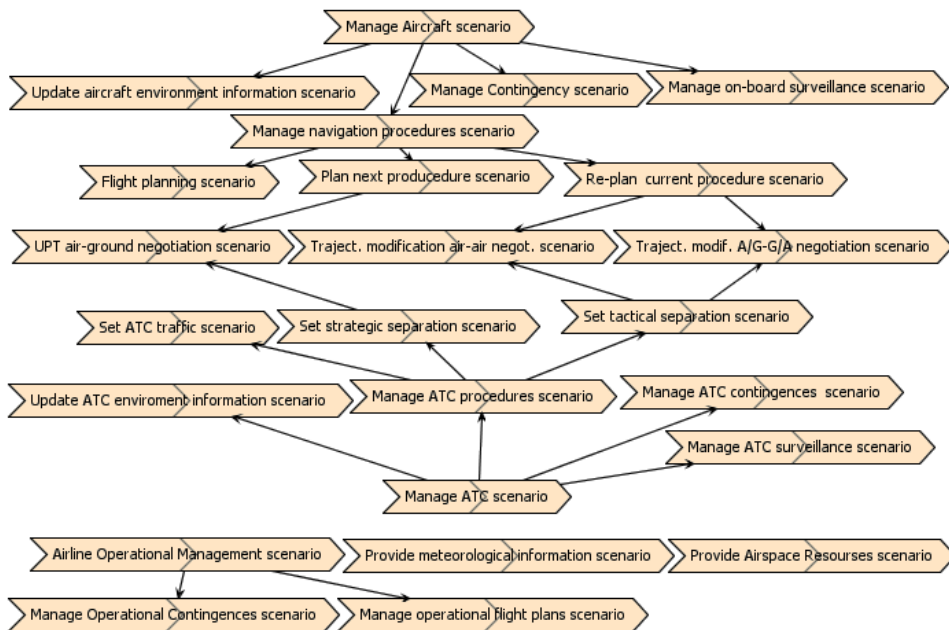 Manage Aircraft scenario
Update aircraft environment information scenario
Manage Contingency scenario
Manage on-board surveillance scenario
Manage navigation procedures scenario
Flight planning scenario
Plan next producedure scenario
Re-plan current procedure scenario
UPT air-ground negotiation scenario
Traject. modification air-air negot. scenario
Traject. modif. A/G-G/A negotiation scenario
Set ATC traffic scenario
Set strategic separation scenario
Set tactical separation scenario
Update ATC enviroment information scenario
Manage ATC procedures scenario
Manage ATC contingences scenario
Manage ATC surveillance scenario
Manage ATC scenario
Airline Operational Management scenario
Provide meteorological information scenario
Provide Airspace Resourses scenario
Manage Operational Contingences scenario
Manage operational flight plans scenario